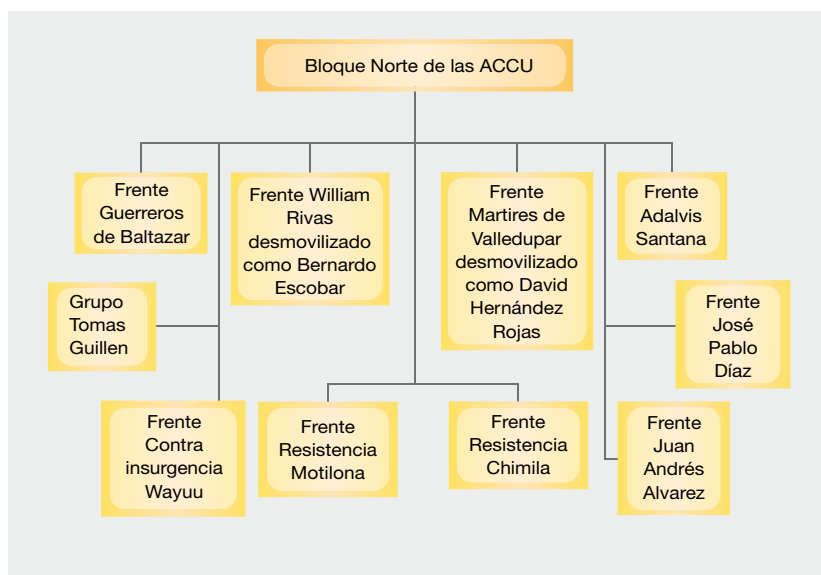 Bloque Norte de las ACCU
Frente
Guerreros
de Baltazar
Frente William
Rivas
desmovilizado
como Bernardo
Escobar
Frente
Martires de
Valledupar
desmovilizado
como David
Hernández
Rojas
Frente
Adalvis
Santana
Grupo
Tomas
Guillen
Frente
José
Pablo
Díaz
Frente
Contra
insurgencia
Wayuu
Frente
Resistencia
Motilona
Frente
Resistencia
Chimila
Frente
Juan
Andrés
Alvarez